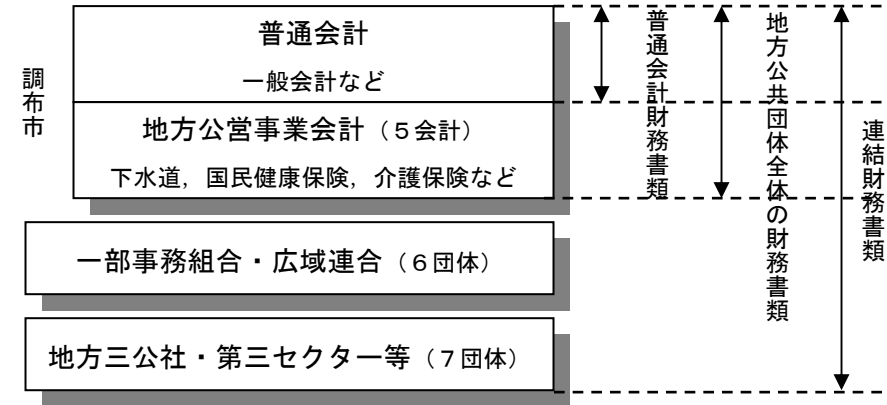 調布市
普通会計
一般会計など
地方公営事業会計（５会計）
下水道，国民健康保険，介護保険など
一部事務組合・広域連合（６団体）
地方三公社・第三セクター等（７団体）
普通会計財務書類
地方公共団体全体の財務書類
連結財務書類